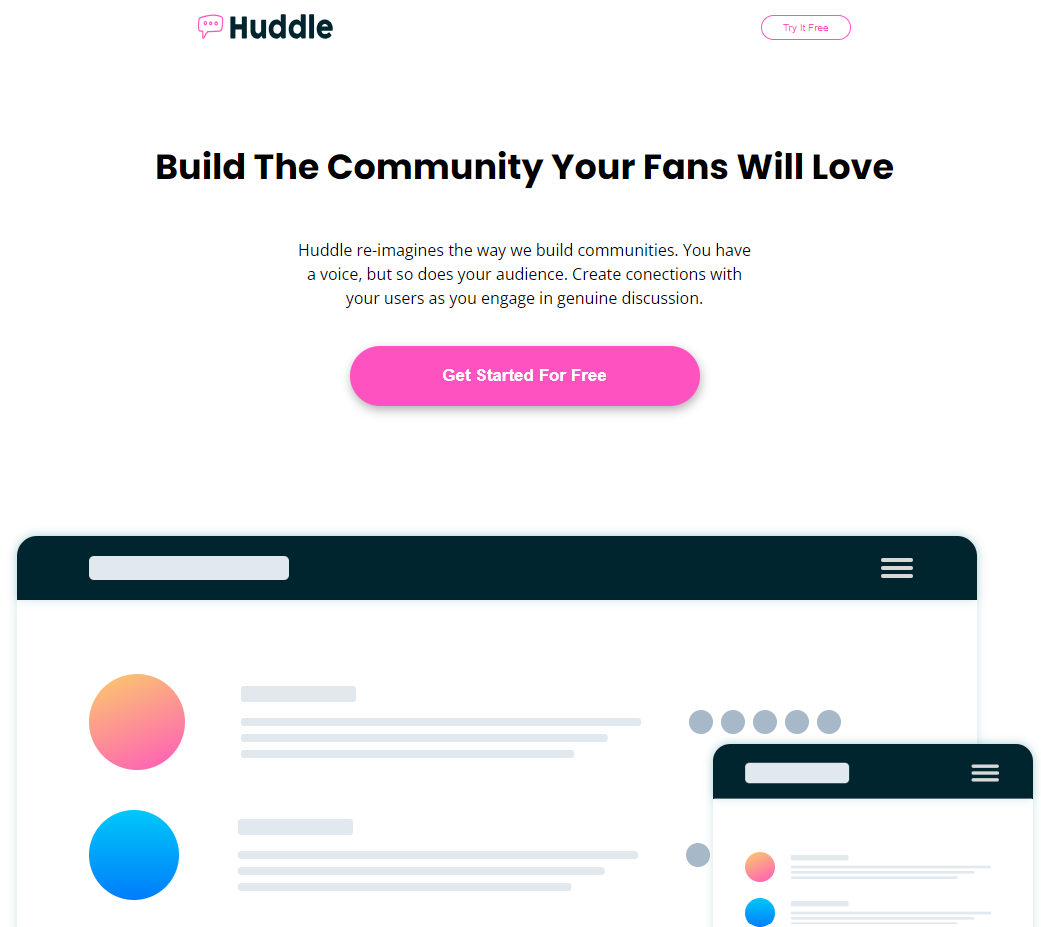 Huddle
Try It Free
Build The Community Your Fans Will Love
Huddle re-imagines the way we build communities. You have
a voice, but so does your audience. Create conections with
your users as you engage in genuine discussion.
Get Started For Free